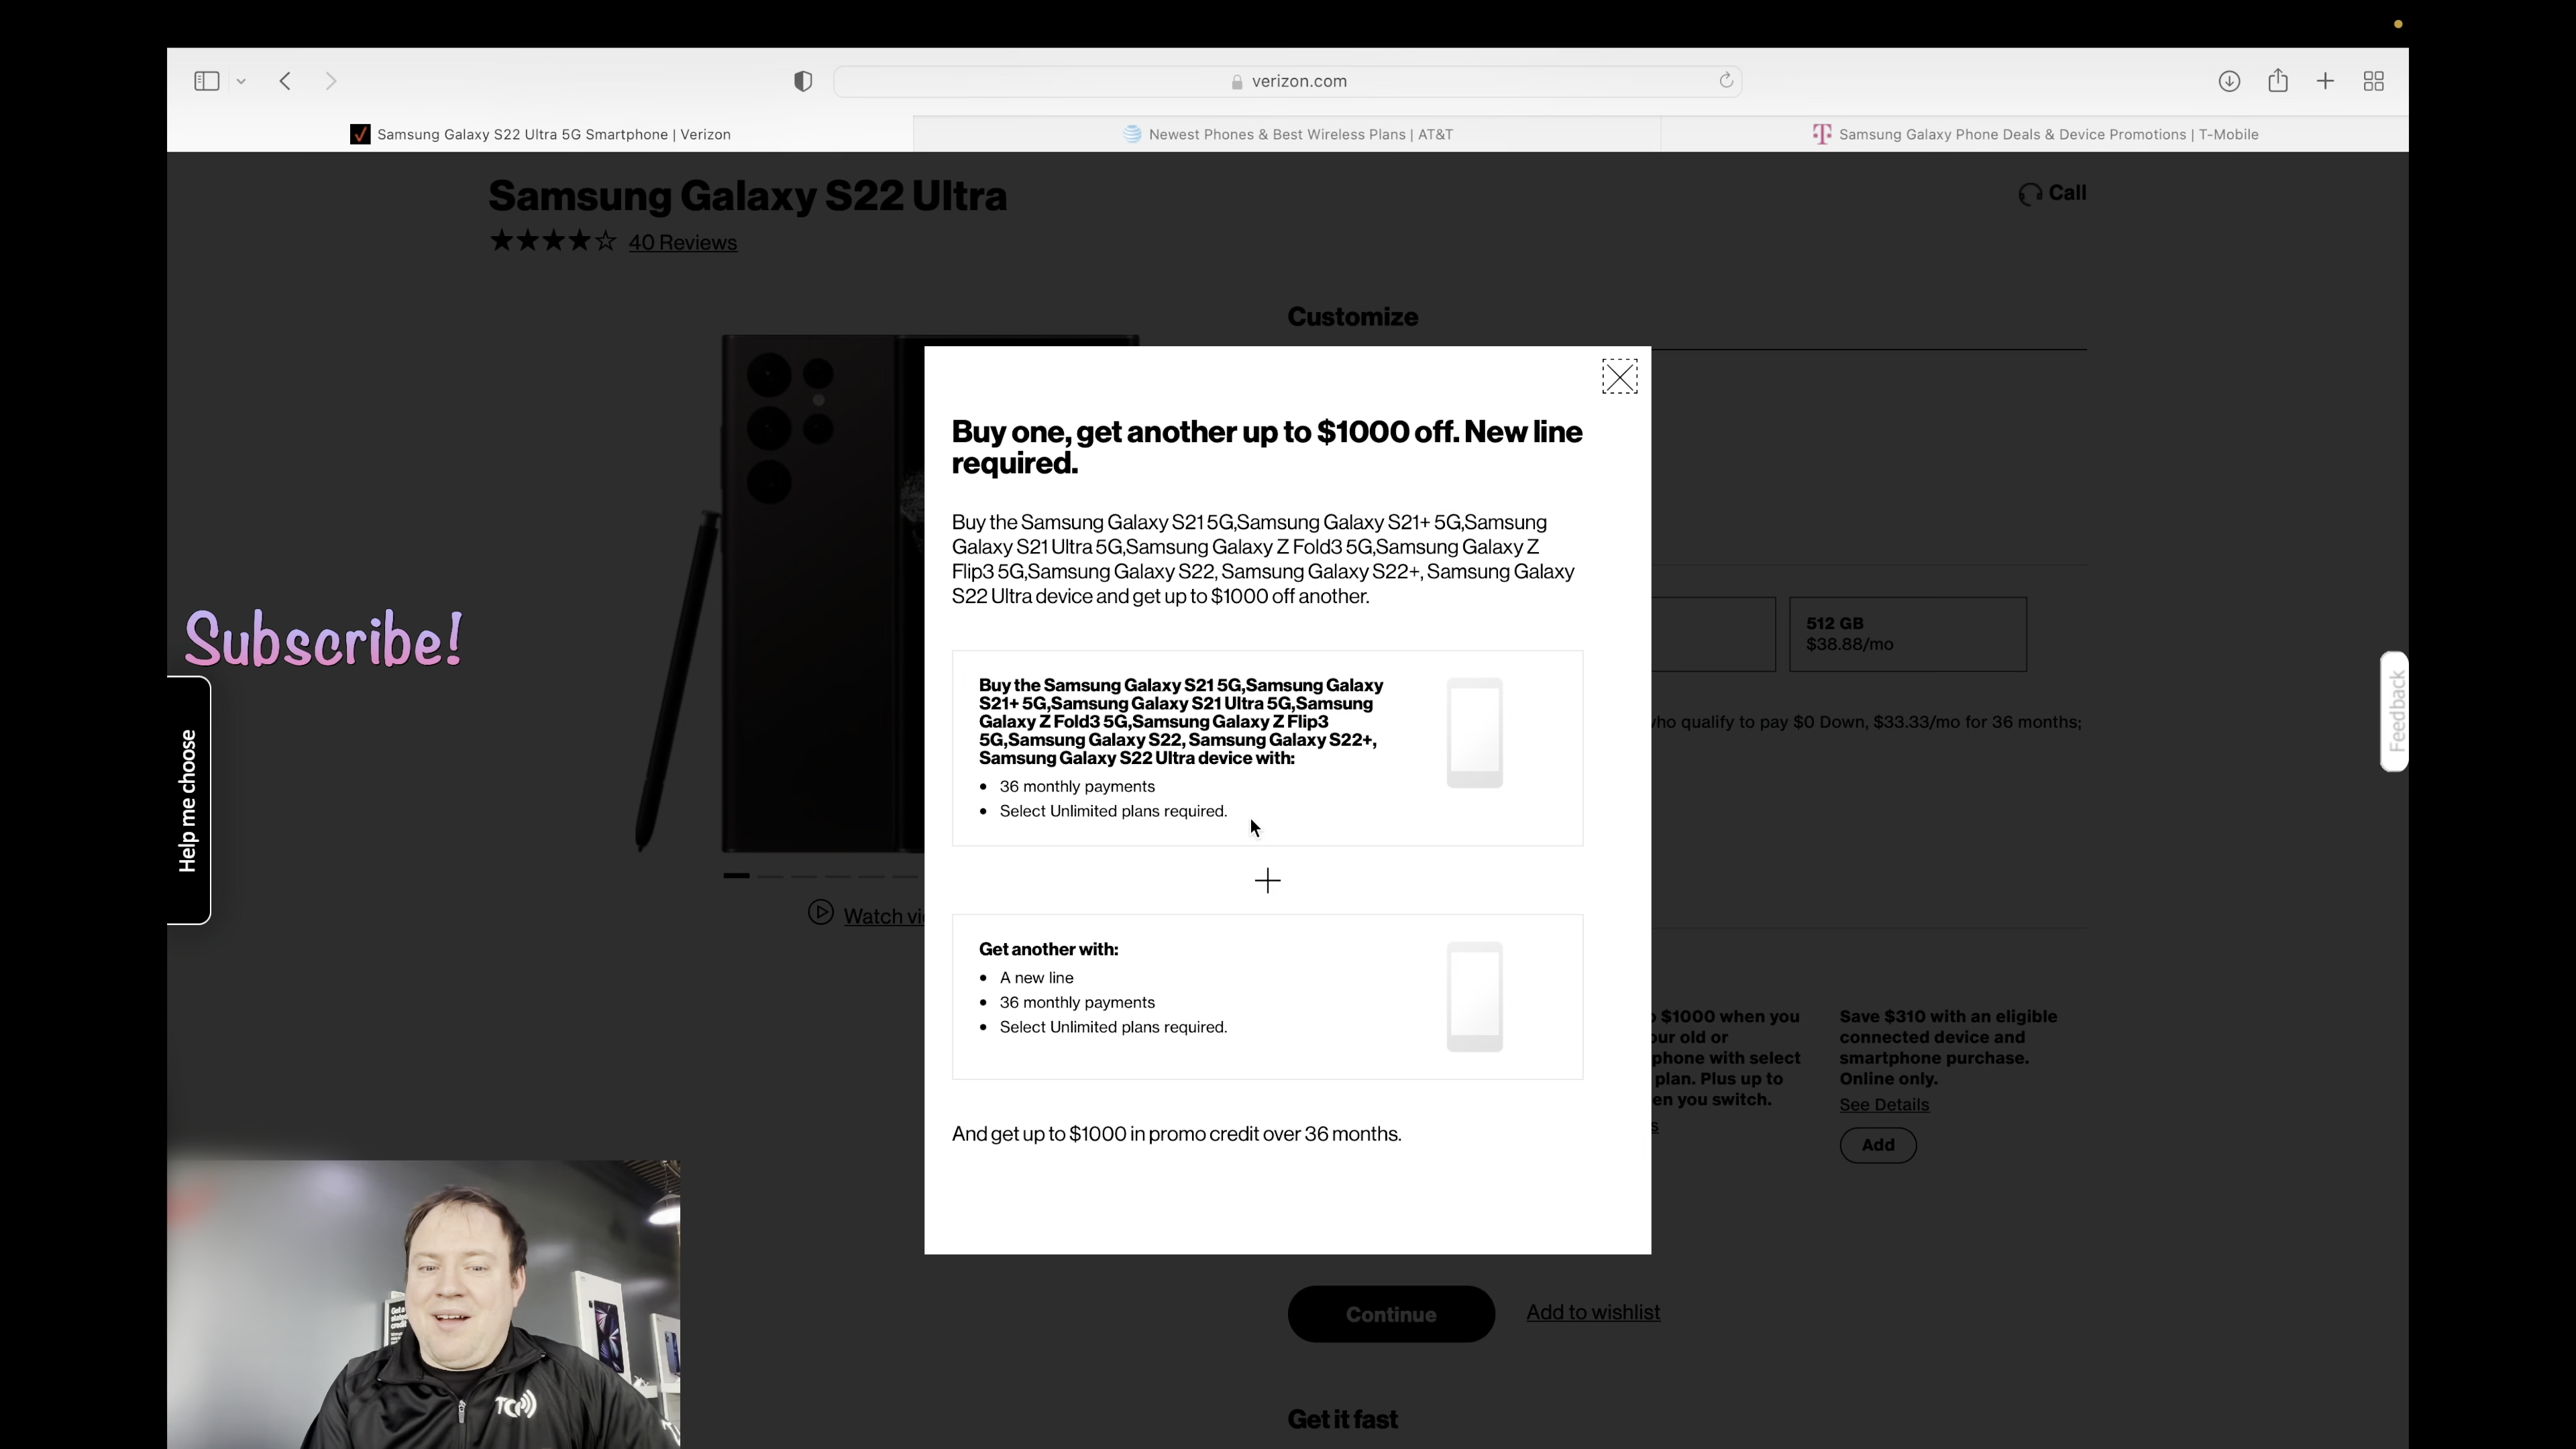 verizon.com
Samsung Galaxy S22 Ultra 5G Smartphone | Verizon
Newest Phones & Best Wireless Plans | AT&T
Samsung Galaxy Phone Deals & Device Promotions | T-Mobile
Samsung Galaxy S22 Ultra
Call
40 Reviews
Customize
Buy one, get another up to $1000 off. New line
required.
Buy the Samsung Galaxy S21 5G,Samsung Galaxy S21+ 5G,Samsung
Galaxy S21 Ultra 5G,Samsung Galaxy Z Fold3 5G,Samsung Galaxy Z
Flip3 5G,Samsung Galaxy S22, Samsung Galaxy S22+, Samsung Galaxy
S22 Ultra device and get up to $1000 off another.
512 GB
$38.88/mo
Subscribe!
Help me choose
Feedback
Buy the Samsung Galaxy S21 5G,Samsung Galaxy
S21+ 5G,Samsung Galaxy S21 Ultra 5G,Samsung
Galaxy Z Fold3 5G,Samsung Galaxy Z Flip3
5G,Samsung Galaxy S22, Samsung Galaxy S22+,
Samsung Galaxy S22 Ultra device with:
• 36 monthly payments
• Select Unlimited plans required.
who qualify to pay $0 Down, $33.33/mo for 36 months;
Watch
Get another with:
• A new line
• 36 monthly payments
• Select Unlimited plans required.
$1000 when you
old or
phone with select
plan. Plus up to
you switch.
Save $310 with an eligible
connected device and
smartphone purchase.
Online only.
See Details
Add
And get up to $1000 in promo credit over 36 months.
Continue
Add to wishlist
Get it fast
TCC